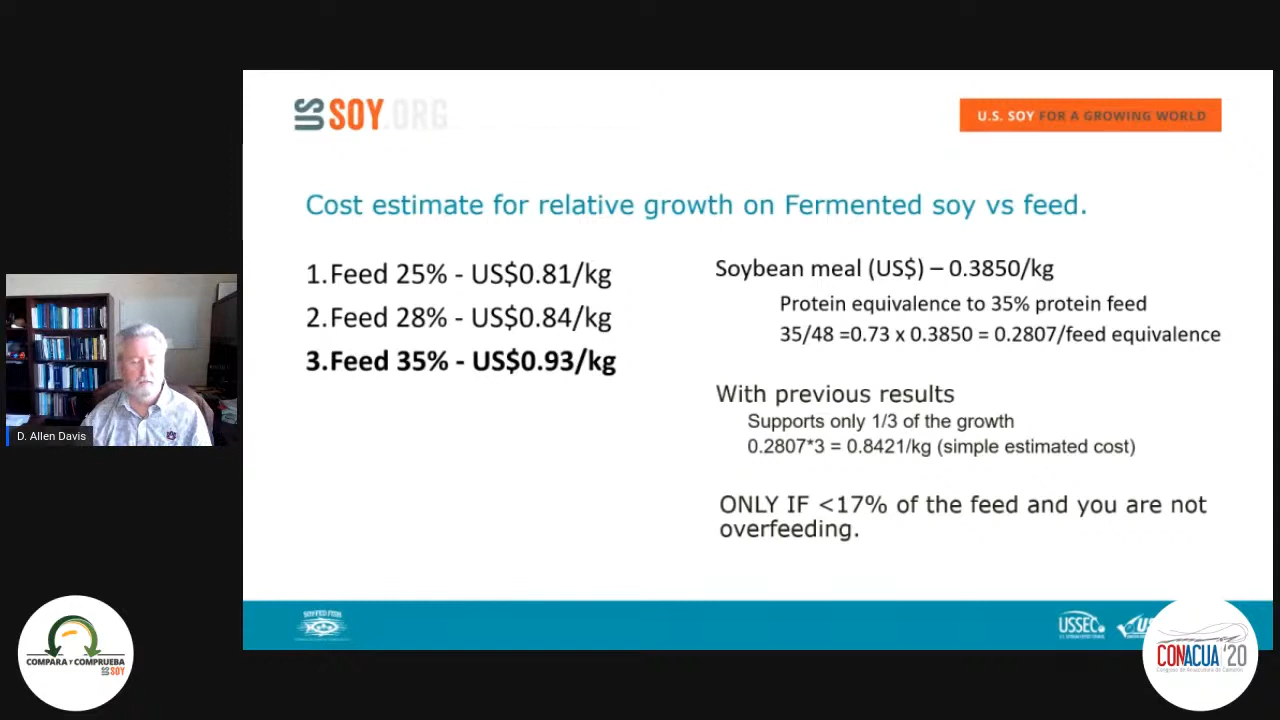 US SOY.ORG
U.S. SOY FOR A GROWING WORLD
Cost estimate for relative growth on Fermented soy vs feed.
1.Feed 25% - US$0.81/kg
2.Feed 28% - US$0.84/kg
3.Feed 35% - US$0.93/kg
Soybean meal (US$) – 0.3850/kg
Protein equivalence to 35% protein feed
35/48 =0.73 x 0.3850 = 0.2807/feed equivalence
With previous results
Supports only 1/3 of the growth
0.2807*3 = 0.8421/kg (simple estimated cost)
ONLY IF <17% of the feed and you are not
overfeeding.
D. Allen Davis
COMPARA Y COMPRUEBA
US SOY
SOY-FED FISH
USSEC
CONACUA '20